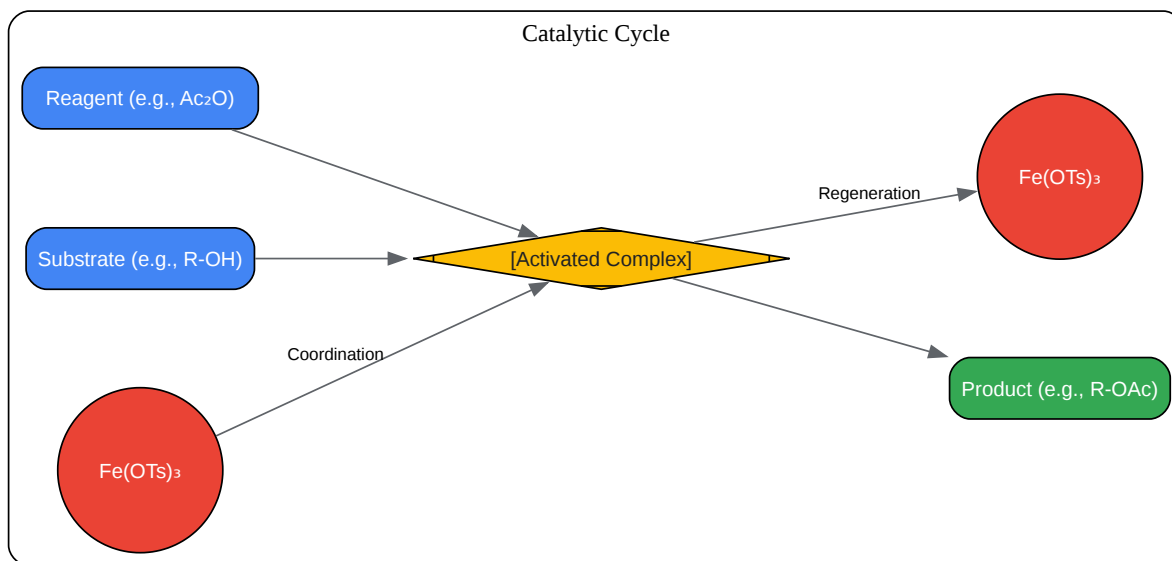 Catalytic Cycle
Reagent (e.g., Ac₂O)
Substrate (e.g., R-OH)
Fe(OTs)₃
Coordination
[Activated Complex]
Regeneration
Fe(OTs)₃
Product (e.g., R-OAc)